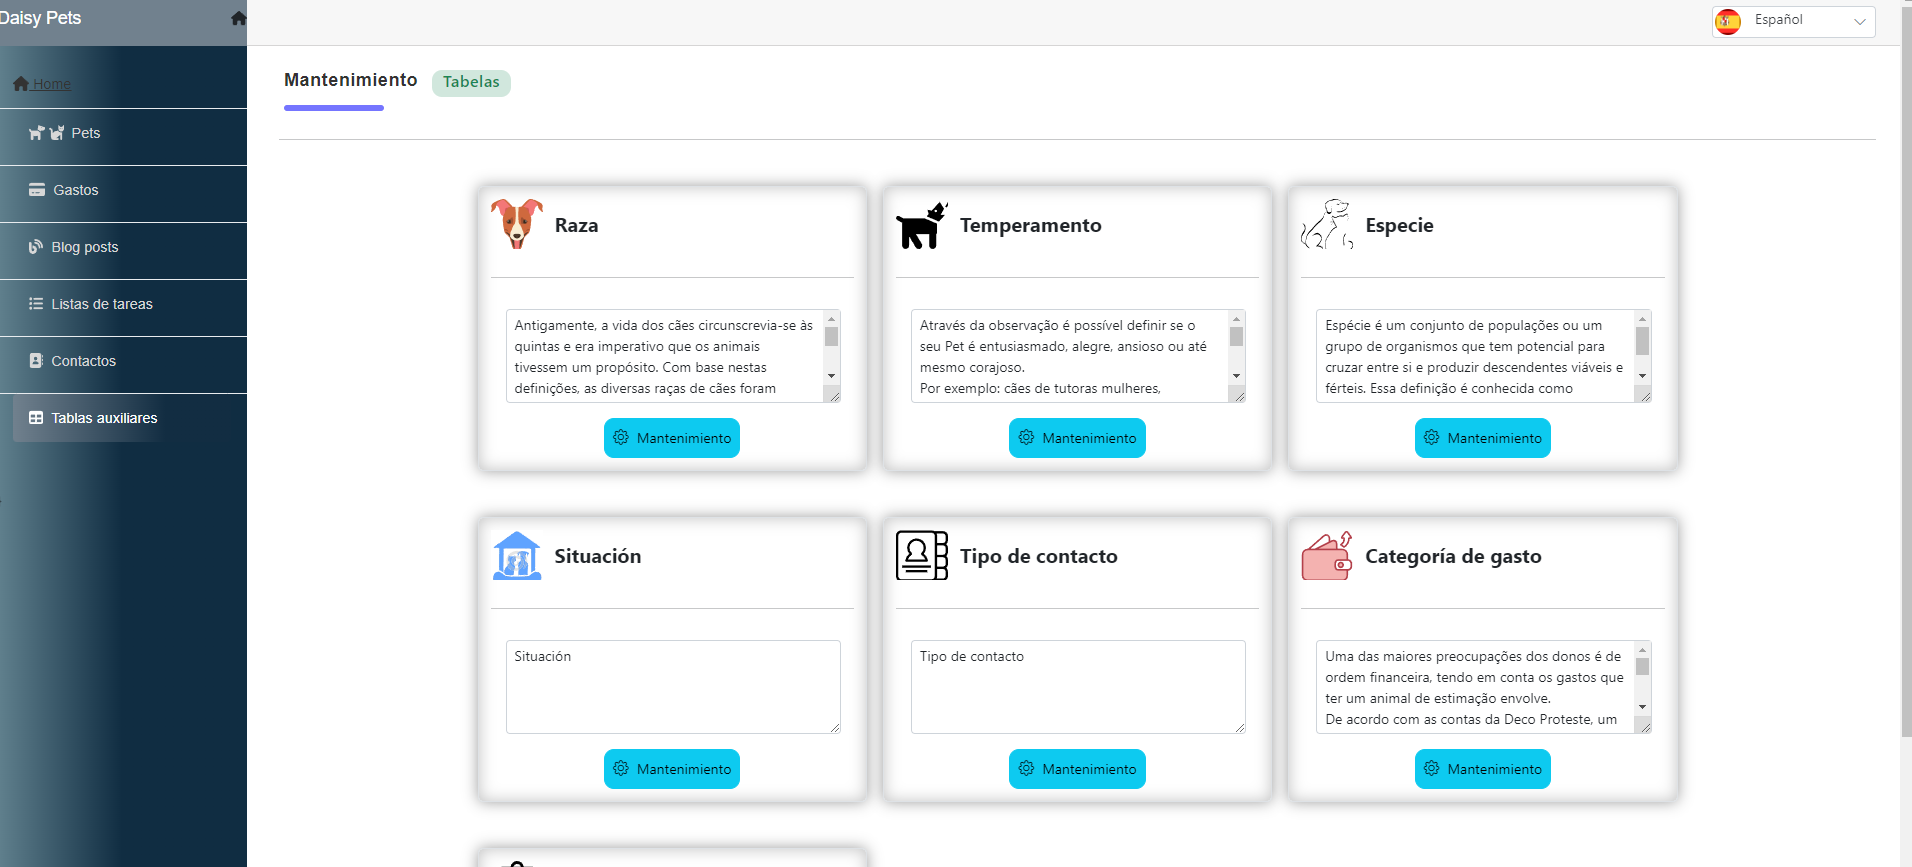 Daisy Pets
Español
Home
Pets
Gastos
Blog posts
Listas de tareas
Contactos
Tablas auxiliares
Mantenimiento Tabelas
Raza
Antigamente, a vida dos cães circunscrevia-se às
quintas e era imperativo que os animais
tivessem um propósito. Com base nestas
definições, as diversas raças de cães foram
Mantenimiento
Temperamento
Através da observação é possível definir se o
seu Pet é entusiasmado, alegre, ansioso ou até
mesmo corajoso.
Por exemplo: cães de tutoras mulheres,
Mantenimiento
Especie
Espécie é um conjunto de populações ou um
grupo de organismos que tem potencial para
cruzar entre si e produzir descendentes viáveis e
férteis. Essa definição é conhecida como
Mantenimiento
Situación
Situación
Mantenimiento
Tipo de contacto
Tipo de contacto
Mantenimiento
Categoría de gasto
Uma das maiores preocupações dos donos é de
ordem financeira, tendo em conta os gastos que
ter um animal de estimação envolve.
De acordo com as contas da Deco Proteste, um
Mantenimiento